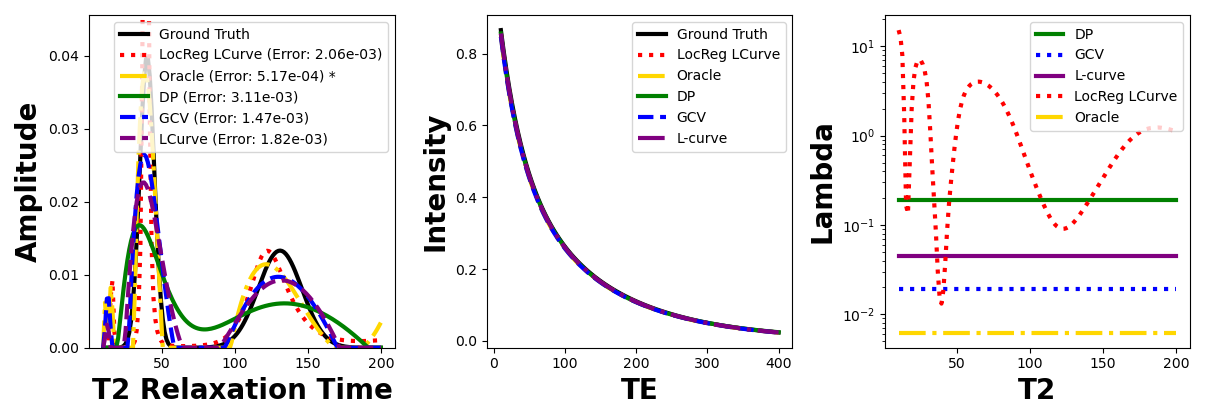 Amplitude
0.04
0.03
0.02
0.01
0.00
Ground Truth
LocReg LCurve (Error: 2.06e-03)
Oracle (Error: 5.17e-04) *
DP (Error: 3.11e-03)
GCV (Error: 1.47e-03)
LCurve (Error: 1.82e-03)
50 100 150 200
T2 Relaxation Time
Intensity
0.8
0.6
0.4
0.2
0.0
Ground Truth
LocReg LCurve
Oracle
DP
GCV
L-curve
0 100 200 300 400
TE
Lambda
10¹
10⁰
10⁻¹
10⁻²
DP
GCV
L-curve
LocReg LCurve
Oracle
50 100 150 200
T2